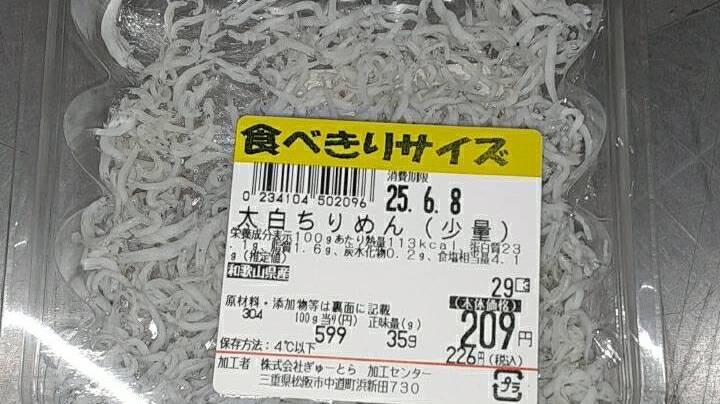 食べきりサイズ
消費期限
0 234104 502096
25.6.8
太白ちりめん(少量)
栄養成分表示100gあたり熱量113kcal、蛋白質23
.1g、脂質1.6g、炭水化物0.2g、食塩相当量4.1
g(推定値)
和歌山県産
29
原材料・添加物等は裏面に記載
(本体価格)
304
100g当り(円)
正味量(g)
209円
599
35g
226円(税込)
保存方法:4℃以下
加工者 株式会社ぎゅーとら 加工センター
三重県松阪市中道町浜新田730
プラ